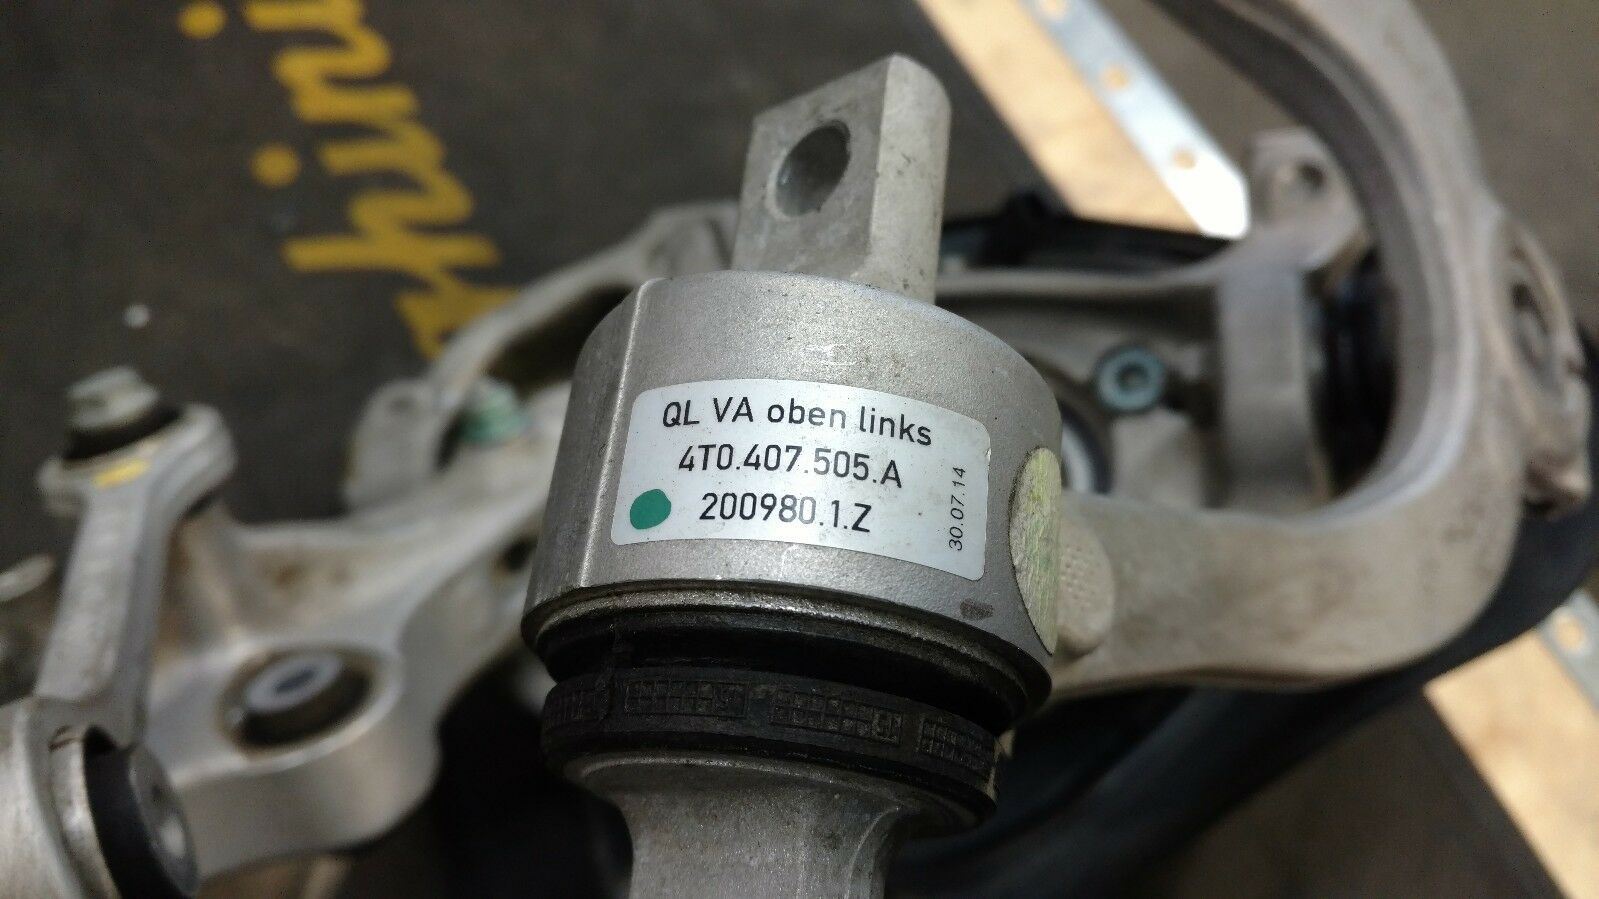 QL VA oben links
4T0.407.505.A
200980.1.Z
30.07.14